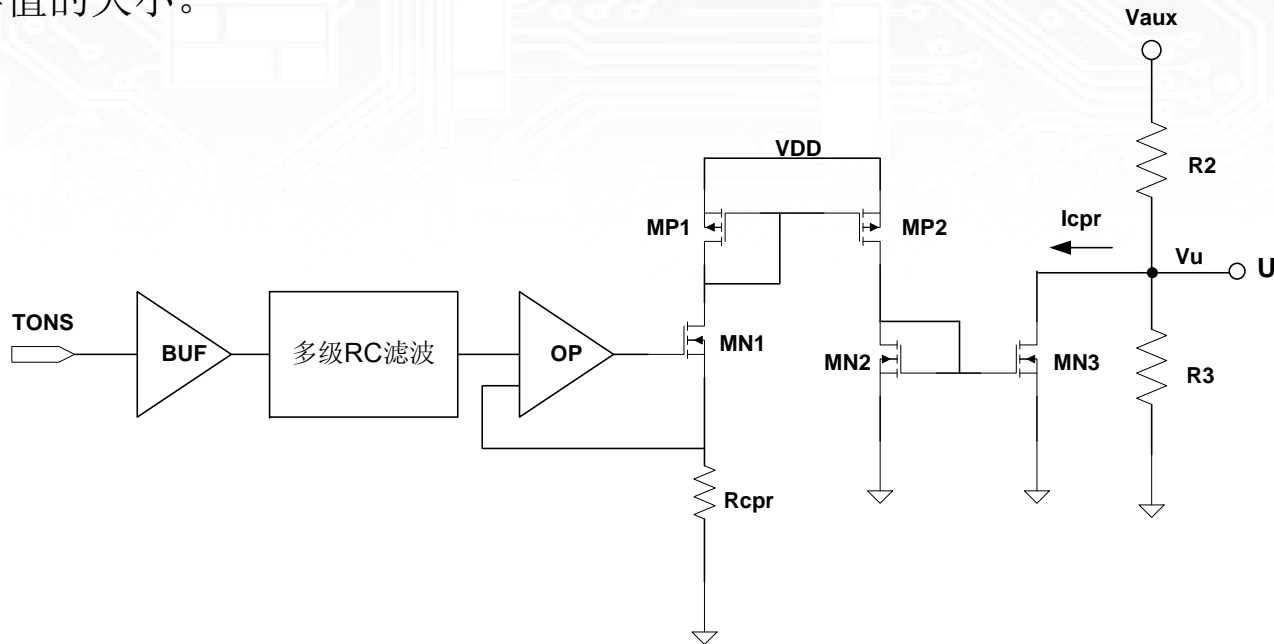 值的大小。
Vaux
R2
VDD
MP1
MP2
Icpr
Vu
U
TONS
BUF
多级RC滤波
OP
MN1
MN2
MN3
R3
Rcpr